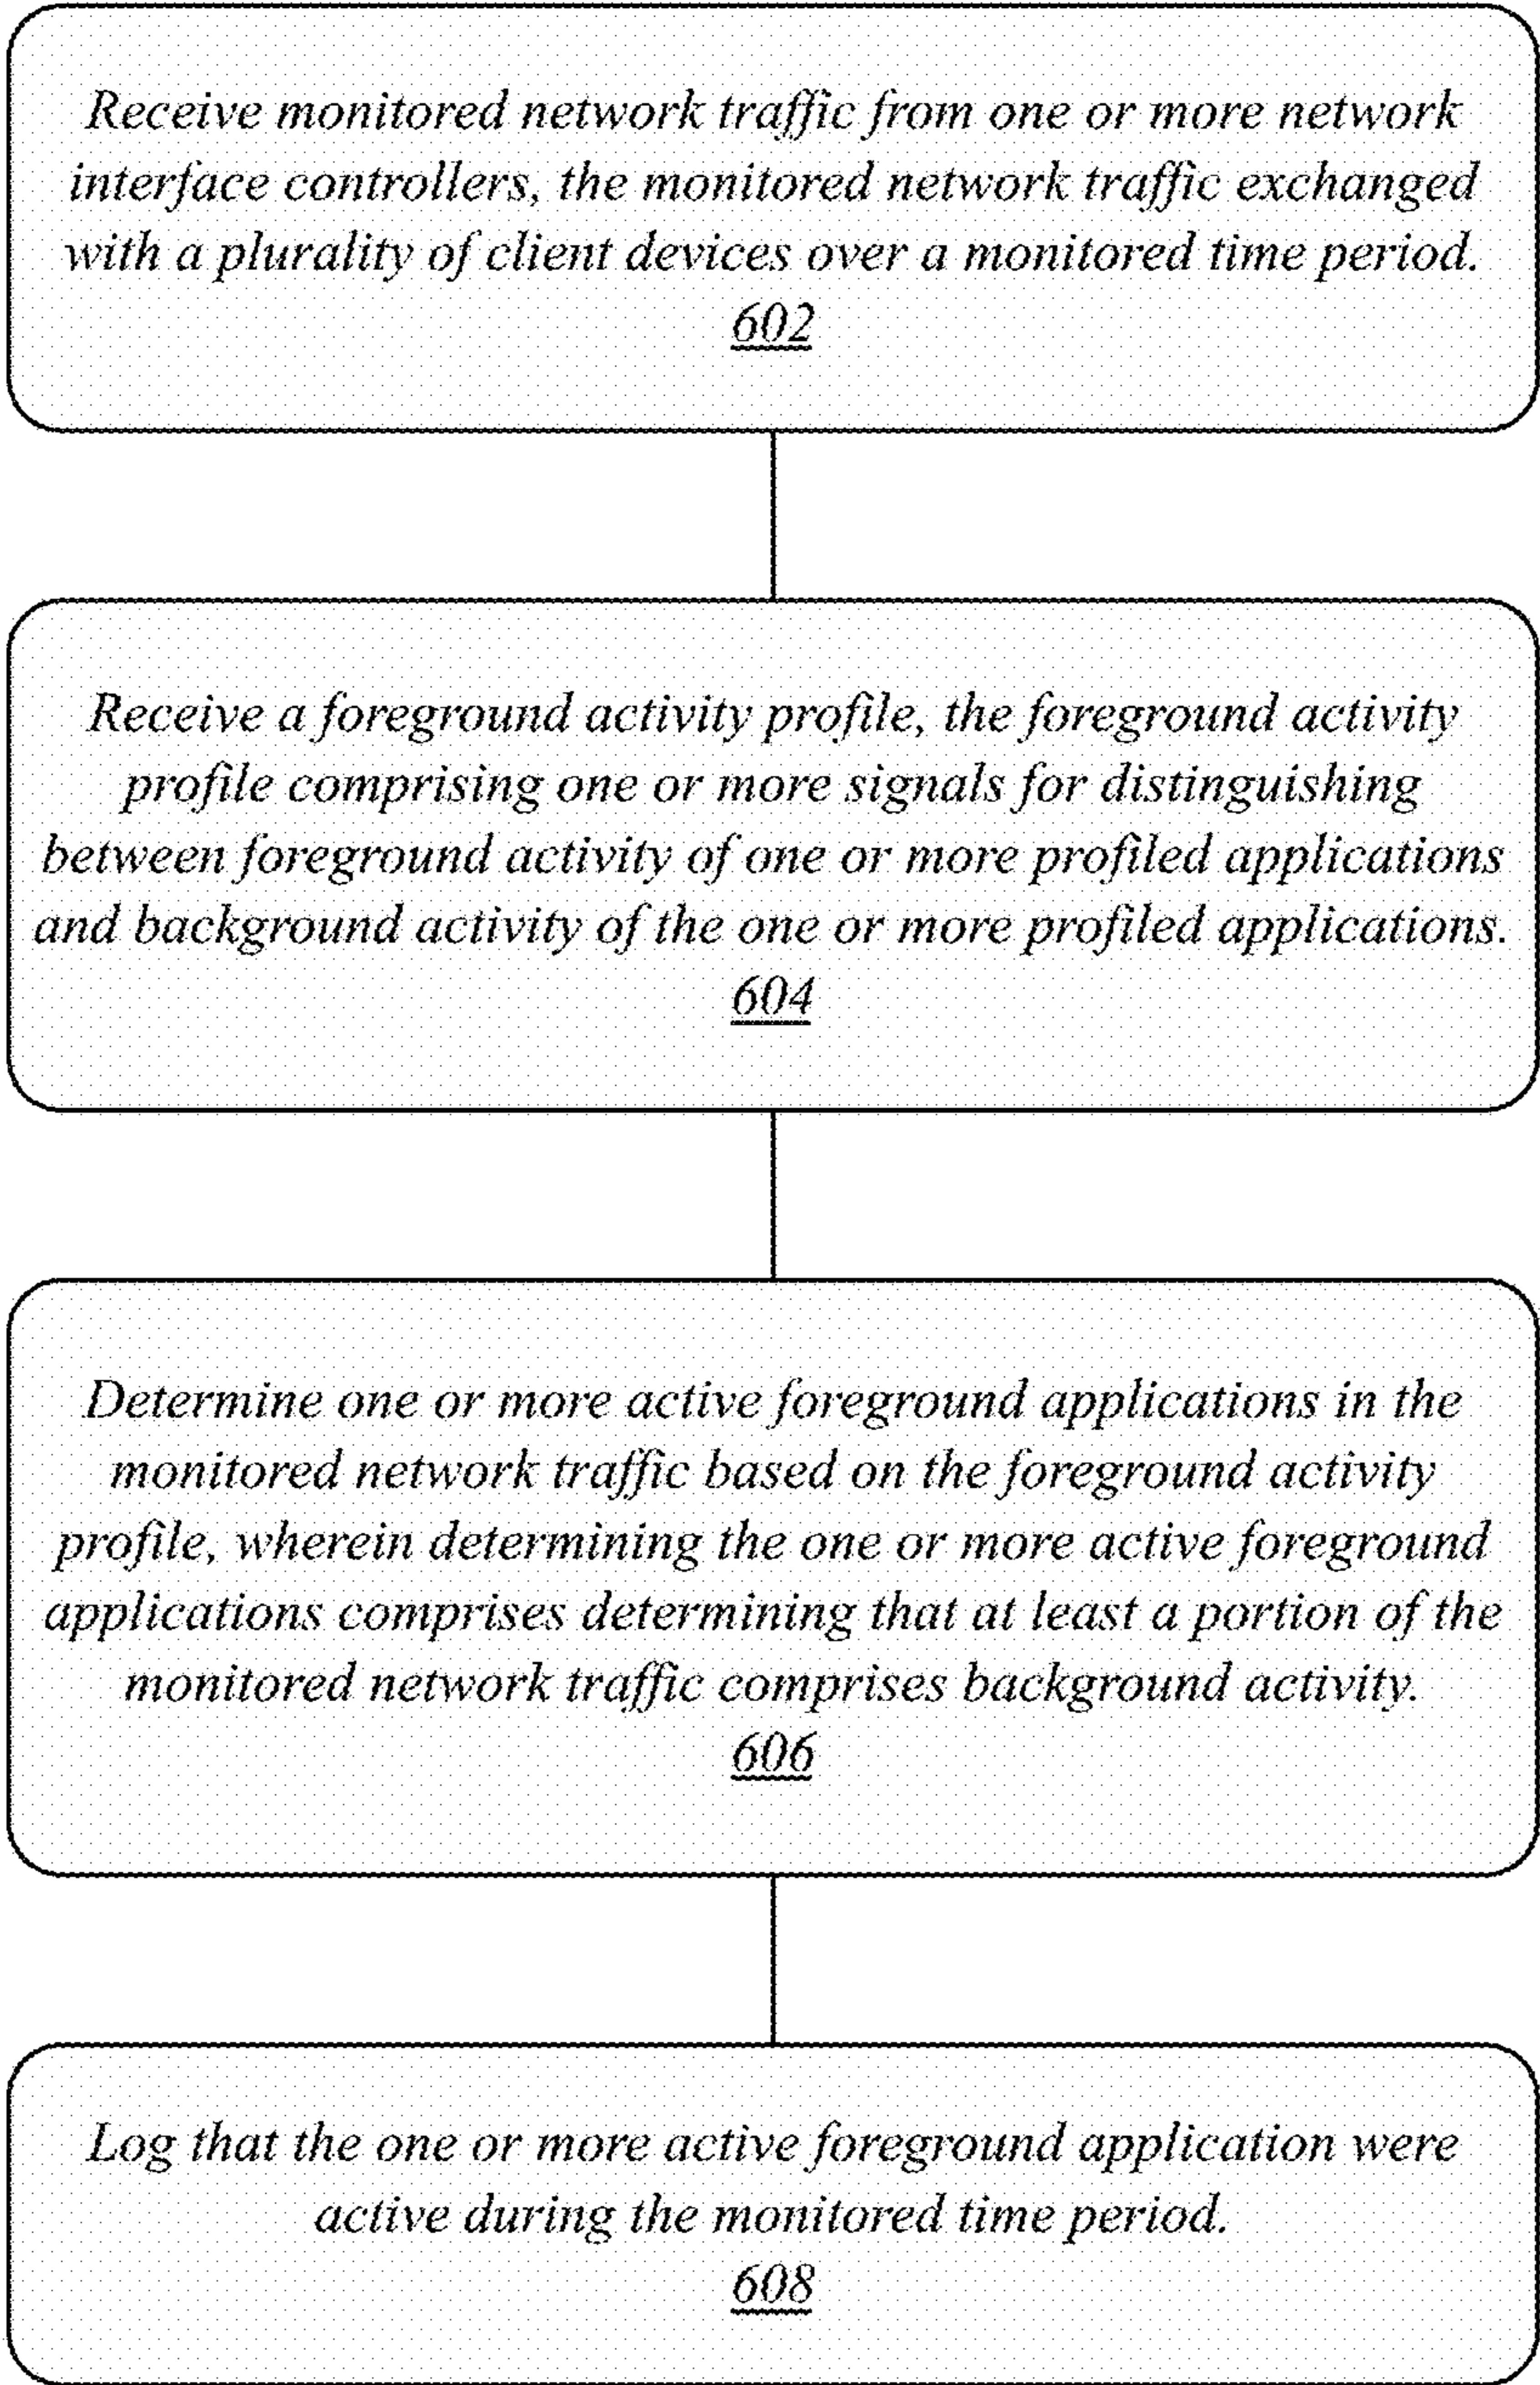 Receive monitored network traffic from one or more network
interface controllers, the monitored network traffic exchanged
with a plurality of client devices over a monitored time period.
602
Receive a foreground activity profile, the foreground activity
profile comprising one or more signals for distinguishing
between foreground activity of one or more profiled applications
and background activity of the one or more profiled applications.
604
Determine one or more active foreground applications in the
monitored network traffic based on the foreground activity
profile, wherein determining the one or more active foreground
applications comprises determining that at least a portion of the
monitored network traffic comprises background activity.
606
Log that the one or more active foreground application were
active during the monitored time period.
608